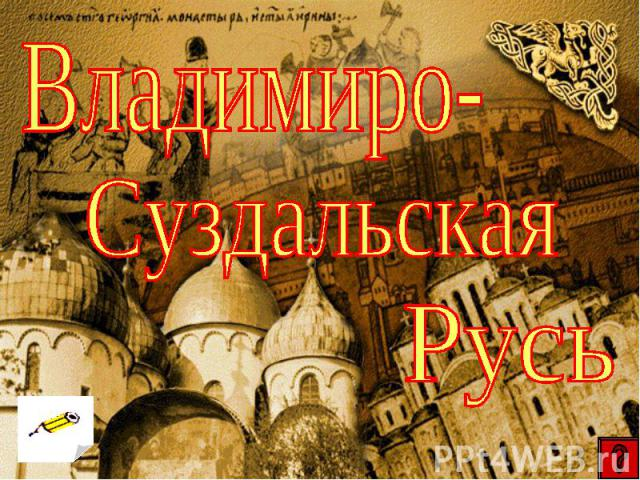 Владимиро-
Суздальская
Русь
?
PPt4WEB.ru